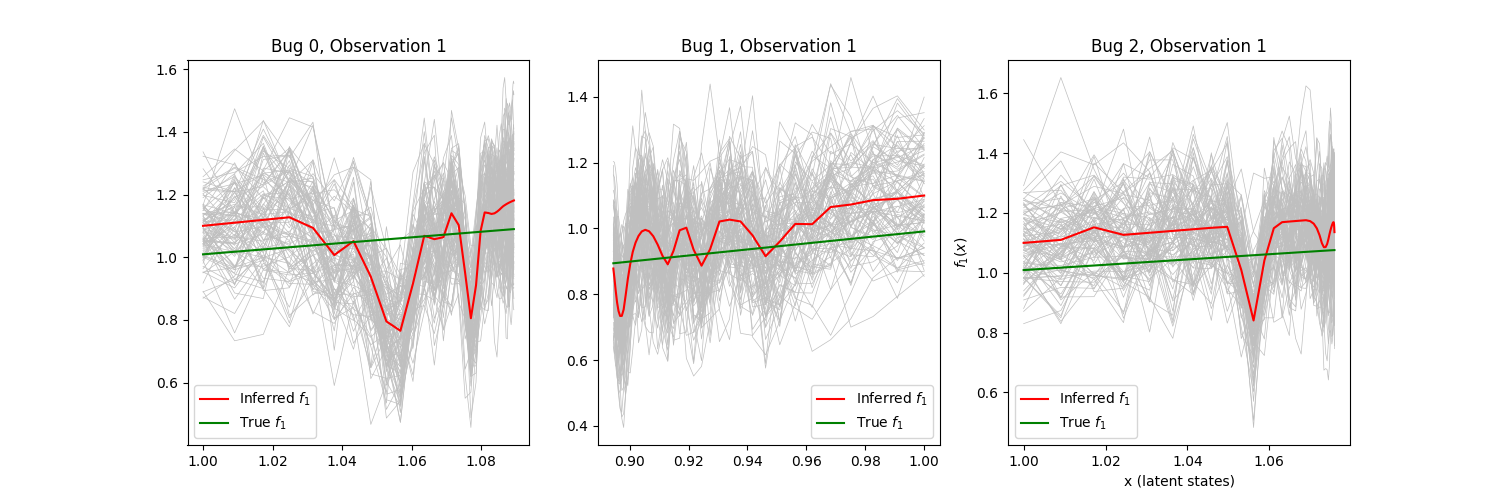 Bug 0, Observation 1
1.6
1.4
1.2
1.0
0.8
0.6
1.00 1.02 1.04 1.06 1.08
Inferred f₁
True f₁
Bug 1, Observation 1
1.4
1.2
1.0
0.8
0.6
0.4
0.90 0.92 0.94 0.96 0.98 1.00
Inferred f₁
True f₁
Bug 2, Observation 1
f₁(x)
1.6
1.4
1.2
1.0
0.8
0.6
1.00 1.02 1.04 1.06
x (latent states)
Inferred f₁
True f₁